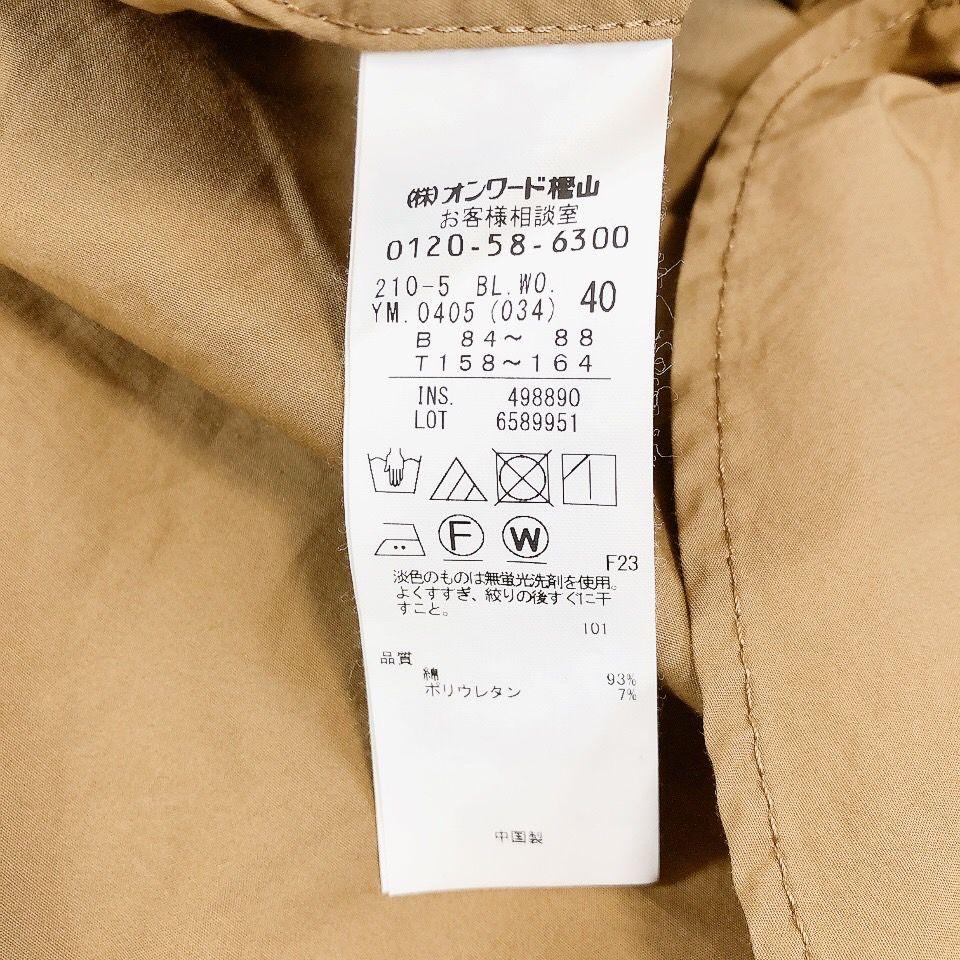 (株)オンワード樫山
お客様相談室
0120-58-6300
210-5 BL.WO. 40
YM.0405 (034)
B 84～ 88
T158～164
INS. 498890
LOT 6589951
F W
F23
淡色のものは無蛍光洗剤を使用。
よくすすぎ、絞りの後すぐに干
すこと。
101
品質
綿 93%
ポリウレタン 7%
中国製